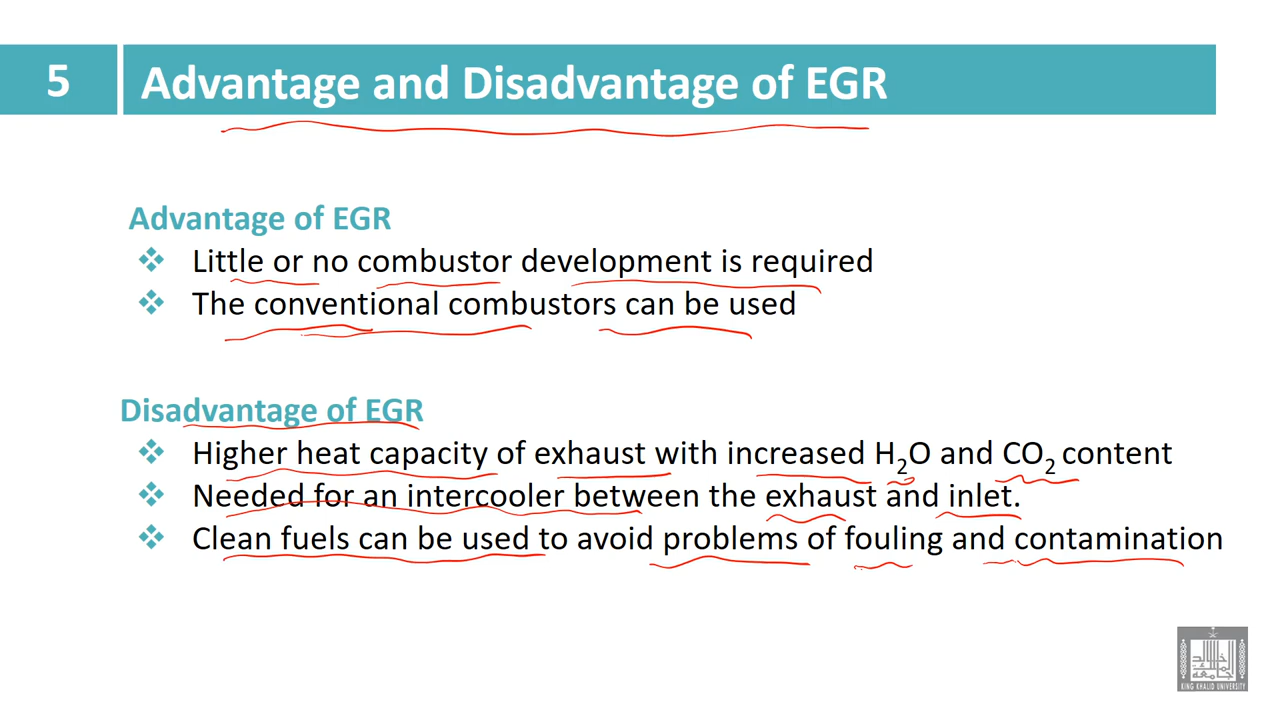 5
Advantage and Disadvantage of EGR
Advantage of EGR
❖ Little or no combustor development is required
❖ The conventional combustors can be used
Disadvantage of EGR
❖ Higher heat capacity of exhaust with increased H₂O and CO₂ content
❖ Needed for an intercooler between the exhaust and inlet.
❖ Clean fuels can be used to avoid problems of fouling and contamination
KING KHALID UNIVERSITY